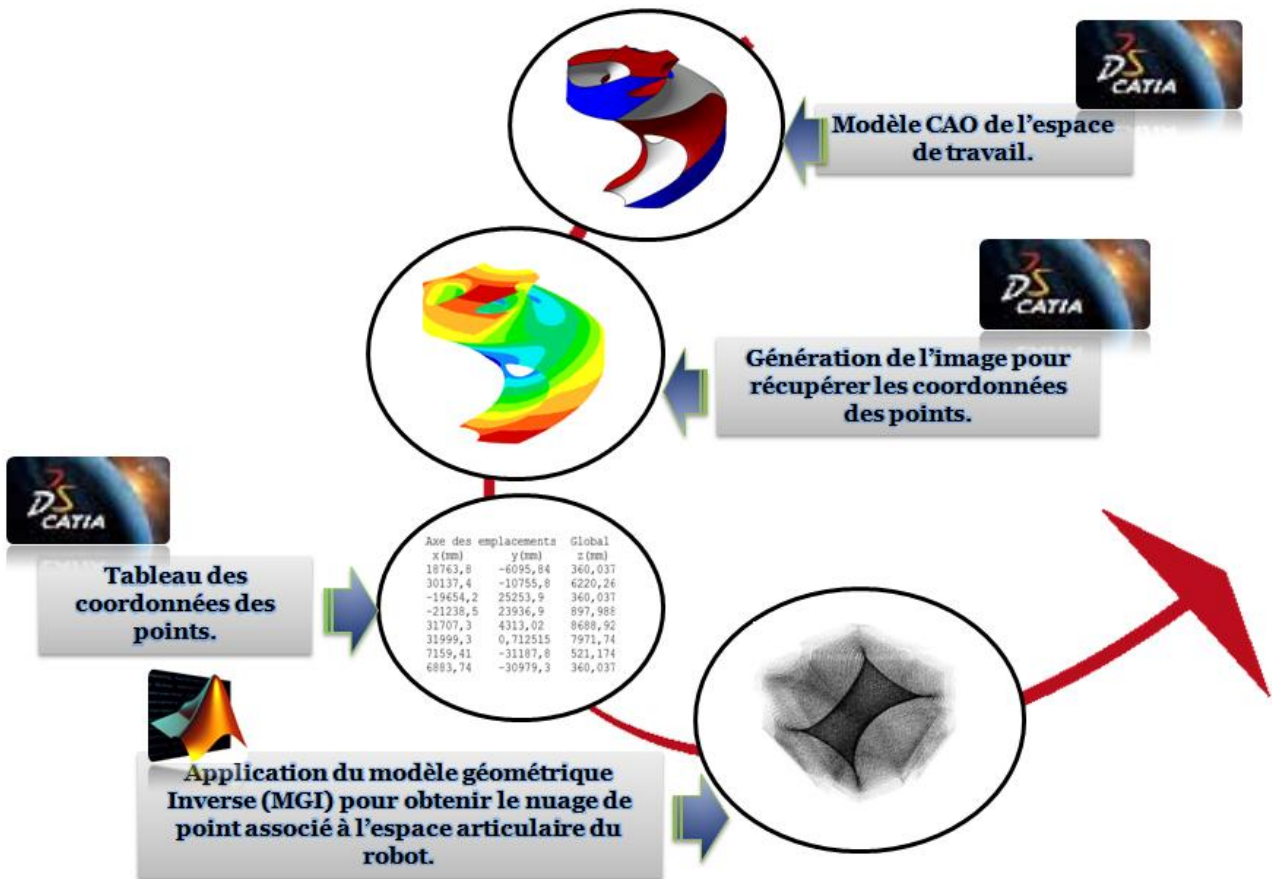 DS
CATIA
Modèle CAO de l'espace
de travail.
DS
CATIA
Génération de l'image pour
récupérer les coordonnées
des points.
DS
CATIA
Tableau des
coordonnées des
points.
Axe des emplacements Global
x(mm) y(mm) z(mm)
18763,8 -6095,84 360,037
30137,4 -10755,8 6220,26
-19654,2 25253,9 360,037
-21238,5 23936,9 897,988
31707,3 4313,02 8688,92
31999,3 0,712515 7971,74
7159,41 -31187,8 521,174
6883,74 -30979,3 360,037
Application du modèle géométrique
Inverse (MGI) pour obtenir le nuage de
point associé à l'espace articulaire du
robot.